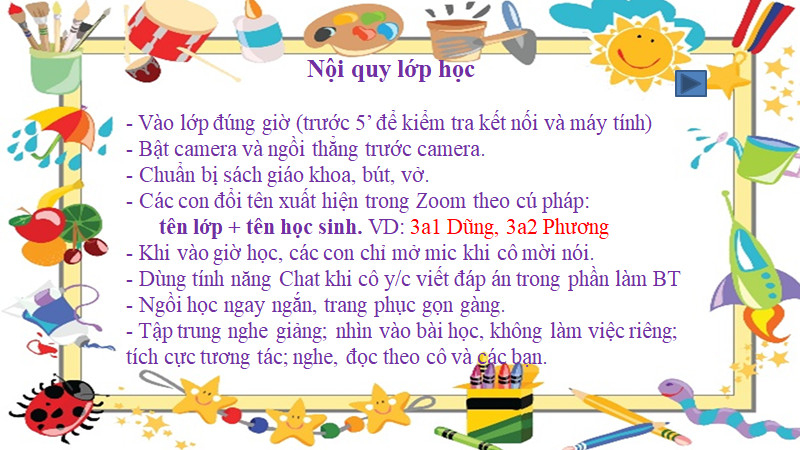 Nội quy lớp học
- Vào lớp đúng giờ (trước 5’ để kiểm tra kết nối và máy tính)
- Bật camera và ngồi thẳng trước camera.
- Chuẩn bị sách giáo khoa, bút, vở.
- Các con đổi tên xuất hiện trong Zoom theo cú pháp:
tên lớp + tên học sinh. VD: 3a1 Dũng, 3a2 Phương
- Khi vào giờ học, các con chỉ mở mic khi cô mời nói.
- Dùng tính năng Chat khi cô y/c viết đáp án trong phần làm BT
- Ngồi học ngay ngắn, trang phục gọn gàng.
- Tập trung nghe giảng; nhìn vào bài học, không làm việc riêng;
tích cực tương tác; nghe, đọc theo cô và các bạn.